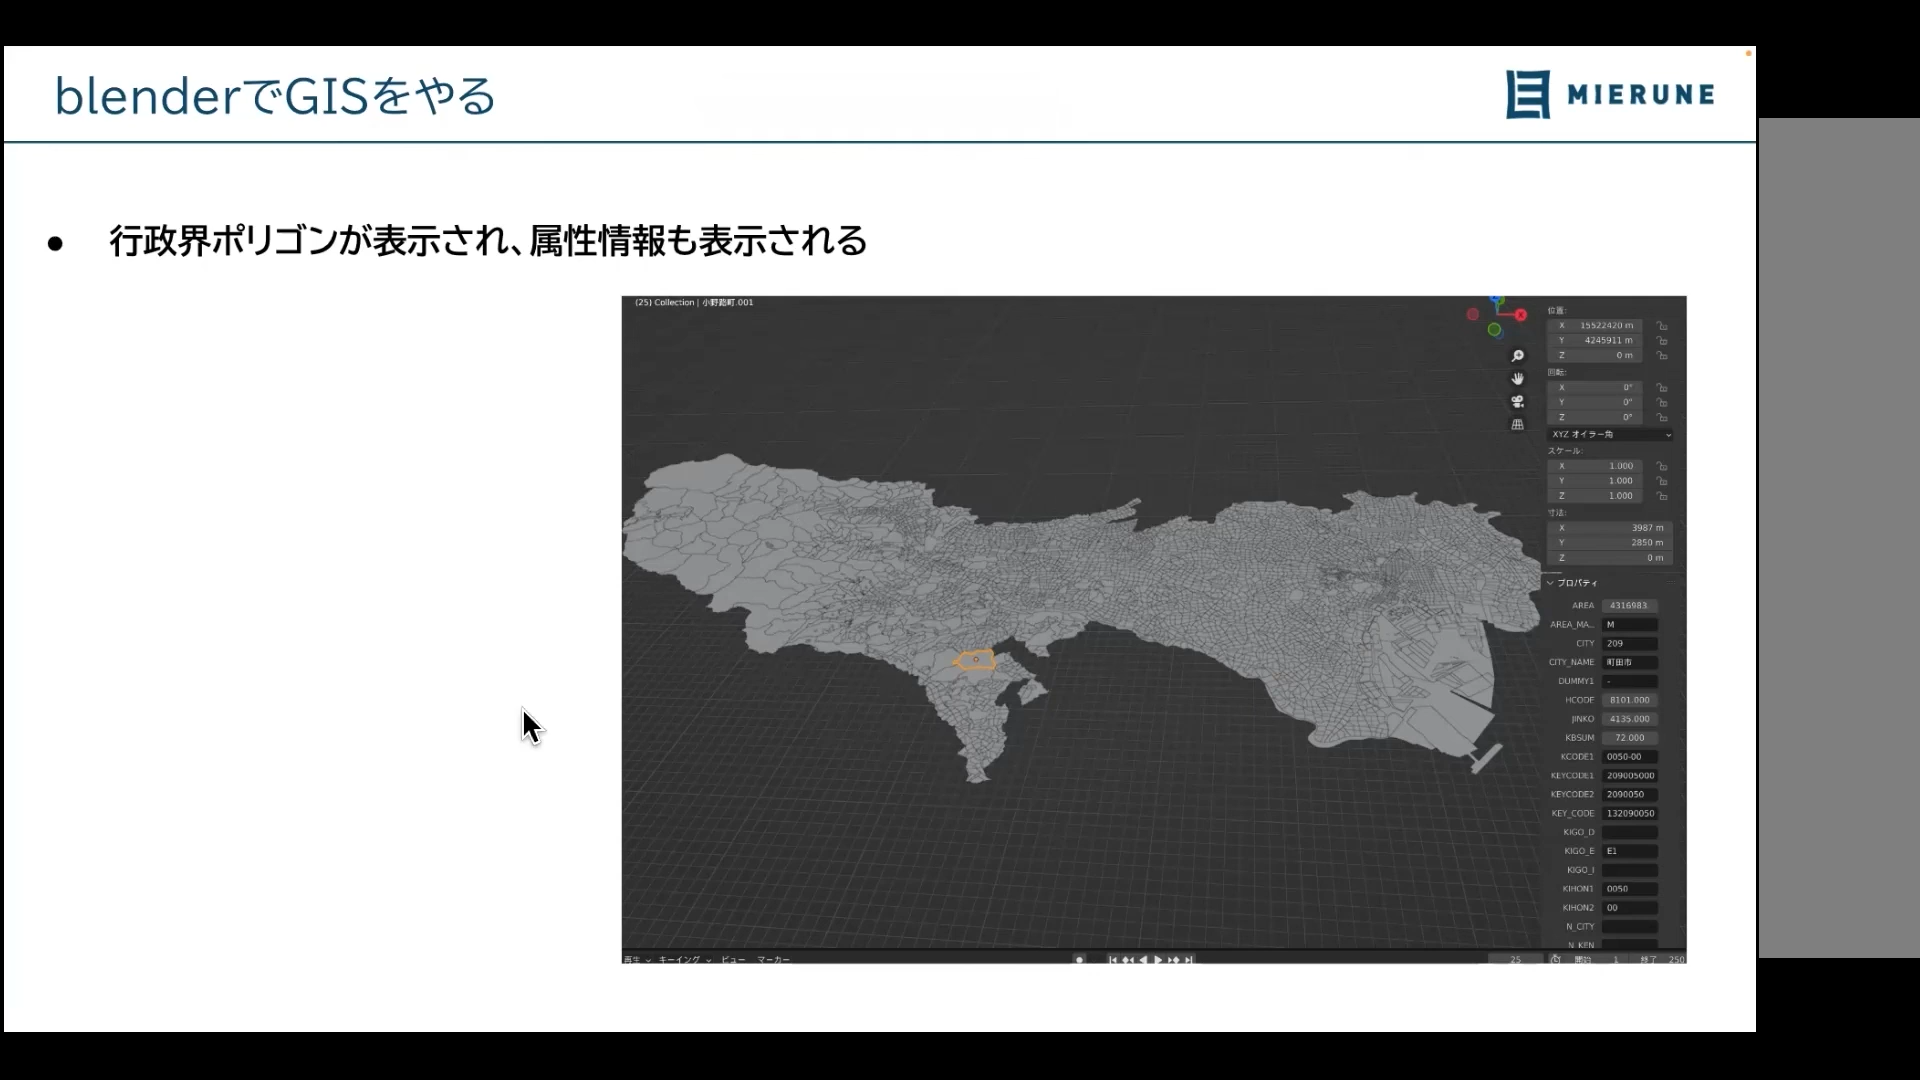 blenderでGISをやる
MIERUNE
● 行政界ポリゴンが表示され、属性情報も表示される
(25) Collection | 小野路町.001
X
位置:
X 15522420 m
Y 4245911 m
Z 0 m
回転:
X 0°
Y 0°
Z 0°
XYZ オイラー角
スケール:
X 1.000
Y 1.000
Z 1.000
寸法:
X 3987 m
Y 2850 m
Z 0 m
プロパティ
AREA 4316983
AREA_MA... M
CITY 209
CITY_NAME 町田市
DUMMY1 -
HCODE 8101.000
JINKO 4135.000
KBSUM 72.000
KCODE1 0050-00
KEYCODE1 209005000
KEYCODE2 2090050
KEY_CODE 132090050
KIGO_D
KIGO_E E1
KIGO_I
KIHON1 0050
KIHON2 00
N_CITY
N_KEN
再生 キーイング ビュー マーカー 25 開始 1 終了 250